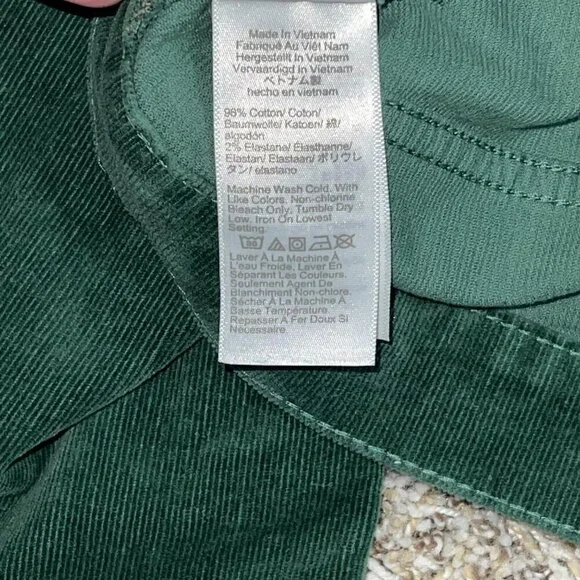 Made In Vietnam
Fabriqué Au Viêt Nam
Hergestellt In Vietnam
Vervaardigd in Vietnam
ベトナム製
hecho en vietnam
98% Cotton/ Coton/
Baumwolle/ Katoen/ 綿/
algodón
2% Elastane/ Élasthanne/
Elastan/ Elastaan/ ポリウレ
タン/ elastano
Machine Wash Cold. With
Like Colors. Non-chlorine
Bleach Only. Tumble Dry
Low. Iron On Lowest
Setting.
Laver À La Machine À
L'eau Froide. Laver En
Séparant Les Couleurs.
Seulement Agent De
Blanchiment Non-chlore.
Sécher À La Machine À
Basse Température.
Repasser À Fer Doux Si
Nécessaire.